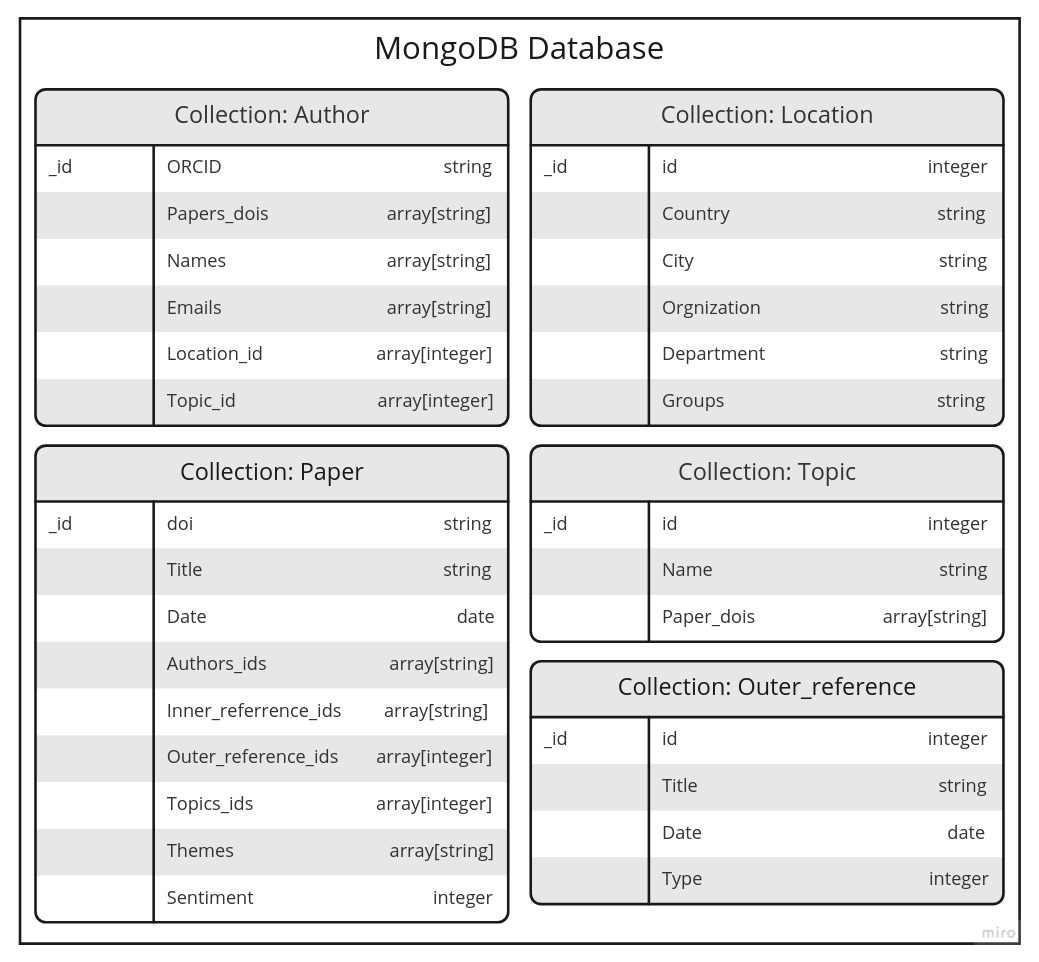 MongoDB Database
Collection: Author
_id ORCID string
Papers_dois array[string]
Names array[string]
Emails array[string]
Location_id array[integer]
Topic_id array[integer]
Collection: Location
_id id integer
Country string
City string
Orgnization string
Department string
Groups string
Collection: Paper
_id doi string
Title string
Date date
Authors_ids array[string]
Inner_referrence_ids array[string]
Outer_reference_ids array[integer]
Topics_ids array[integer]
Themes array[string]
Sentiment integer
Collection: Topic
_id id integer
Name string
Paper_dois array[string]
Collection: Outer_reference
_id id integer
Title string
Date date
Type integer
miro